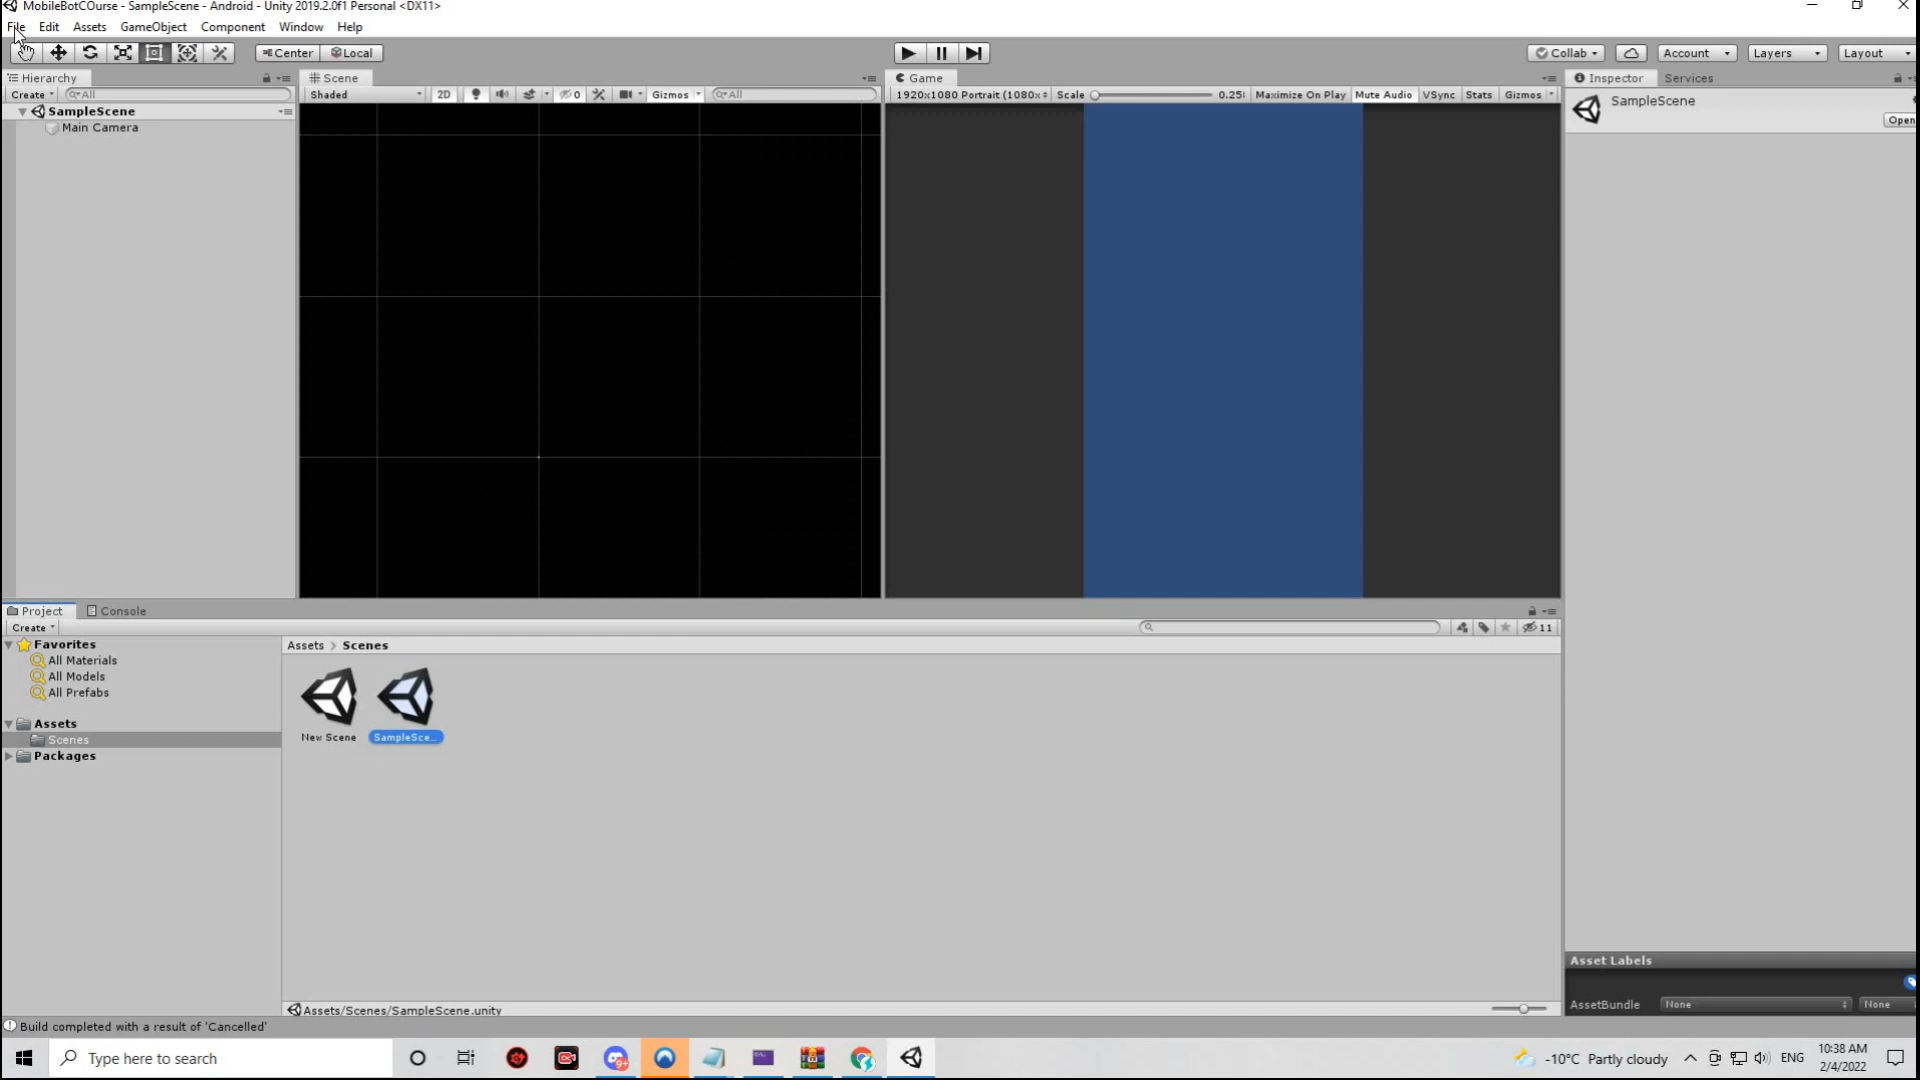 MobileBotCOurse - SampleScene - Android - Unity 2019.2.0f1 Personal <DX11>
File Edit Assets GameObject Component Window Help
Center Local Collab Account Layers Layout
Hierarchy Scene Game Inspector Services
Create All Shaded 2D 0 Gizmos All 1920x1080 Portrait (1080x Scale 0.25 Maximize On Play Mute Audio VSync Stats Gizmos SampleScene
SampleScene Open
Main Camera
Project Console
Create 11
Favorites Assets > Scenes
All Materials
All Models
All Prefabs
Assets New Scene SampleSce...
Scenes
Packages
Asset Labels
AssetBundle None None
Assets/Scenes/SampleScene.unity
Build completed with a result of 'Cancelled'
Type here to search 9+ -10°C Partly cloudy ENG 10:38 AM
2/4/2022